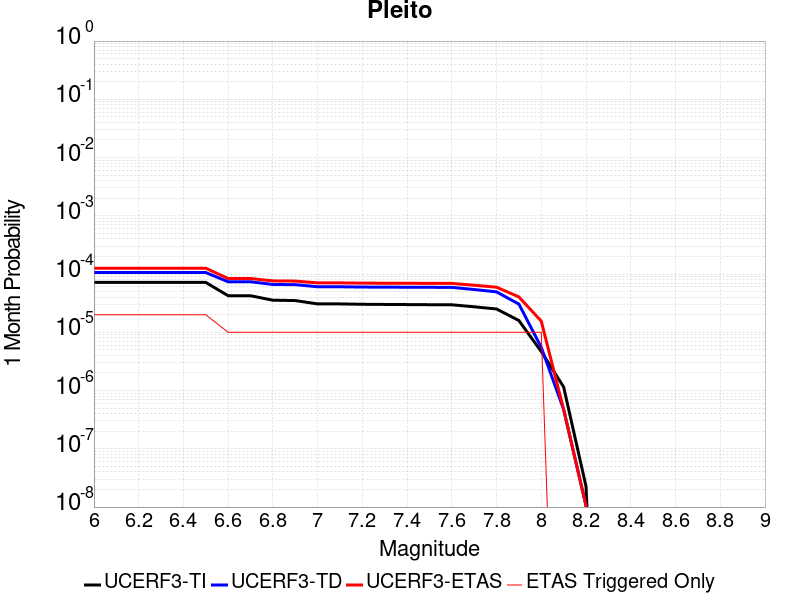 Pleito
10^0
10^-1
10^-2
10^-3
10^-4
10^-5
10^-6
10^-7
10^-8
1 Month Probability
6 6.2 6.4 6.6 6.8 7 7.2 7.4 7.6 7.8 8 8.2 8.4 8.6 8.8 9
Magnitude
UCERF3-TI UCERF3-TD UCERF3-ETAS ETAS Triggered Only